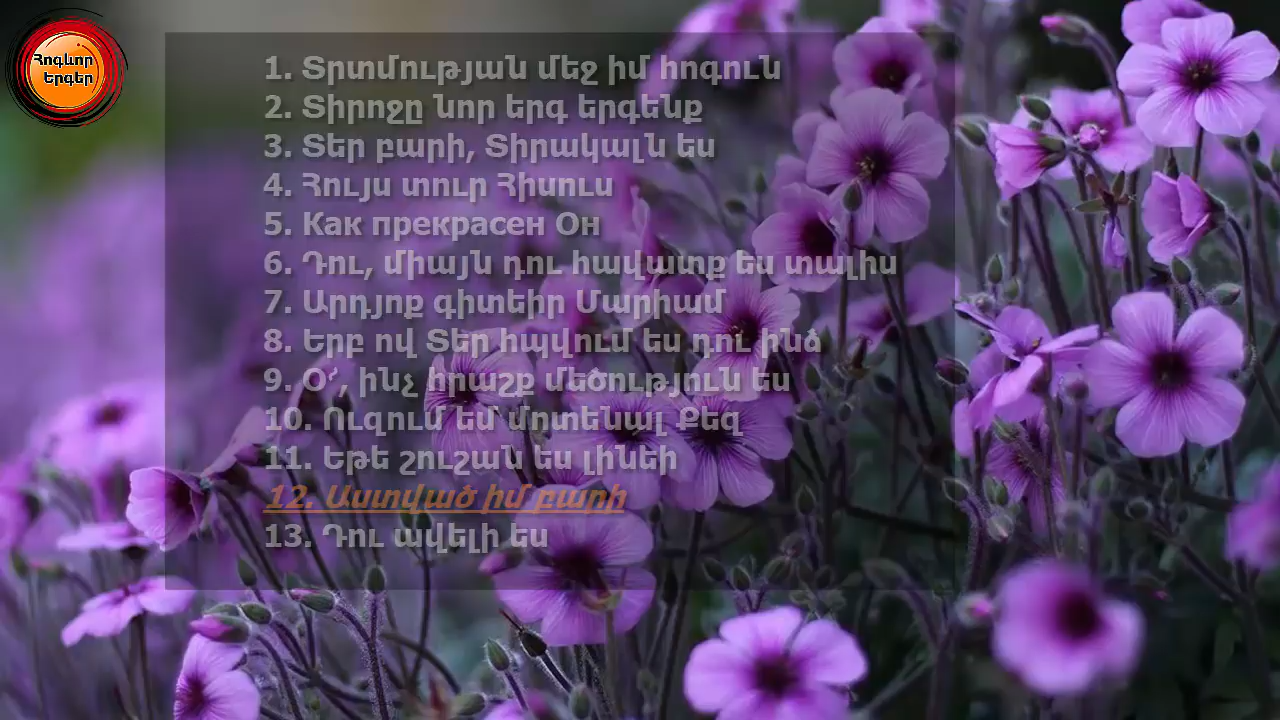 Հոգևոր
Երգեր
1. Տրտմության մեջ իմ հոգուն
2. Տիրոջը նոր երգ երգենք
3. Տեր բարի, Տիրակալն ես
4. Հույս տուր Հիսուս
5. Как прекрасен Он
6. Դու, միայն դու հավատք ես տալիս
7. Արդյոք գիտեիր Մարիամ
8. Երբ ով Տեր հպվում ես դու ինձ
9. Օ՜, ինչ հրաշք մեծություն ես
10. Ուզում եմ մոտենալ Քեզ
11. Եթե շուշան ես լինեի
12. Աստված իմ բարի
13. Դու ավելի ես